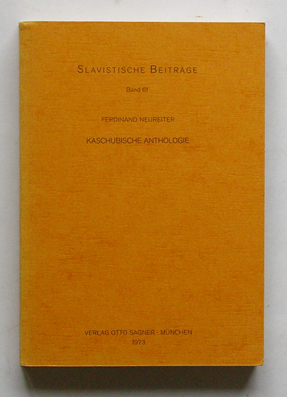 SLAVISTISCHE BEITRÄGE
Band 61
FERDINAND NEUREITER
KASCHUBISCHE ANTHOLOGIE
VERLAG OTTO SAGNER · MÜNCHEN
1973